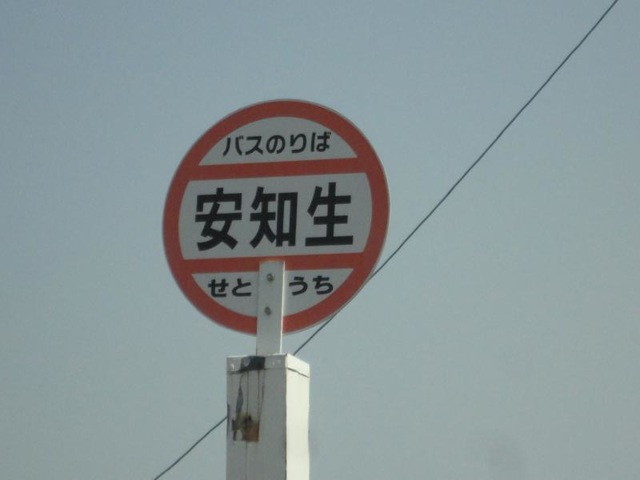 バスのりば
安知生
せと うち